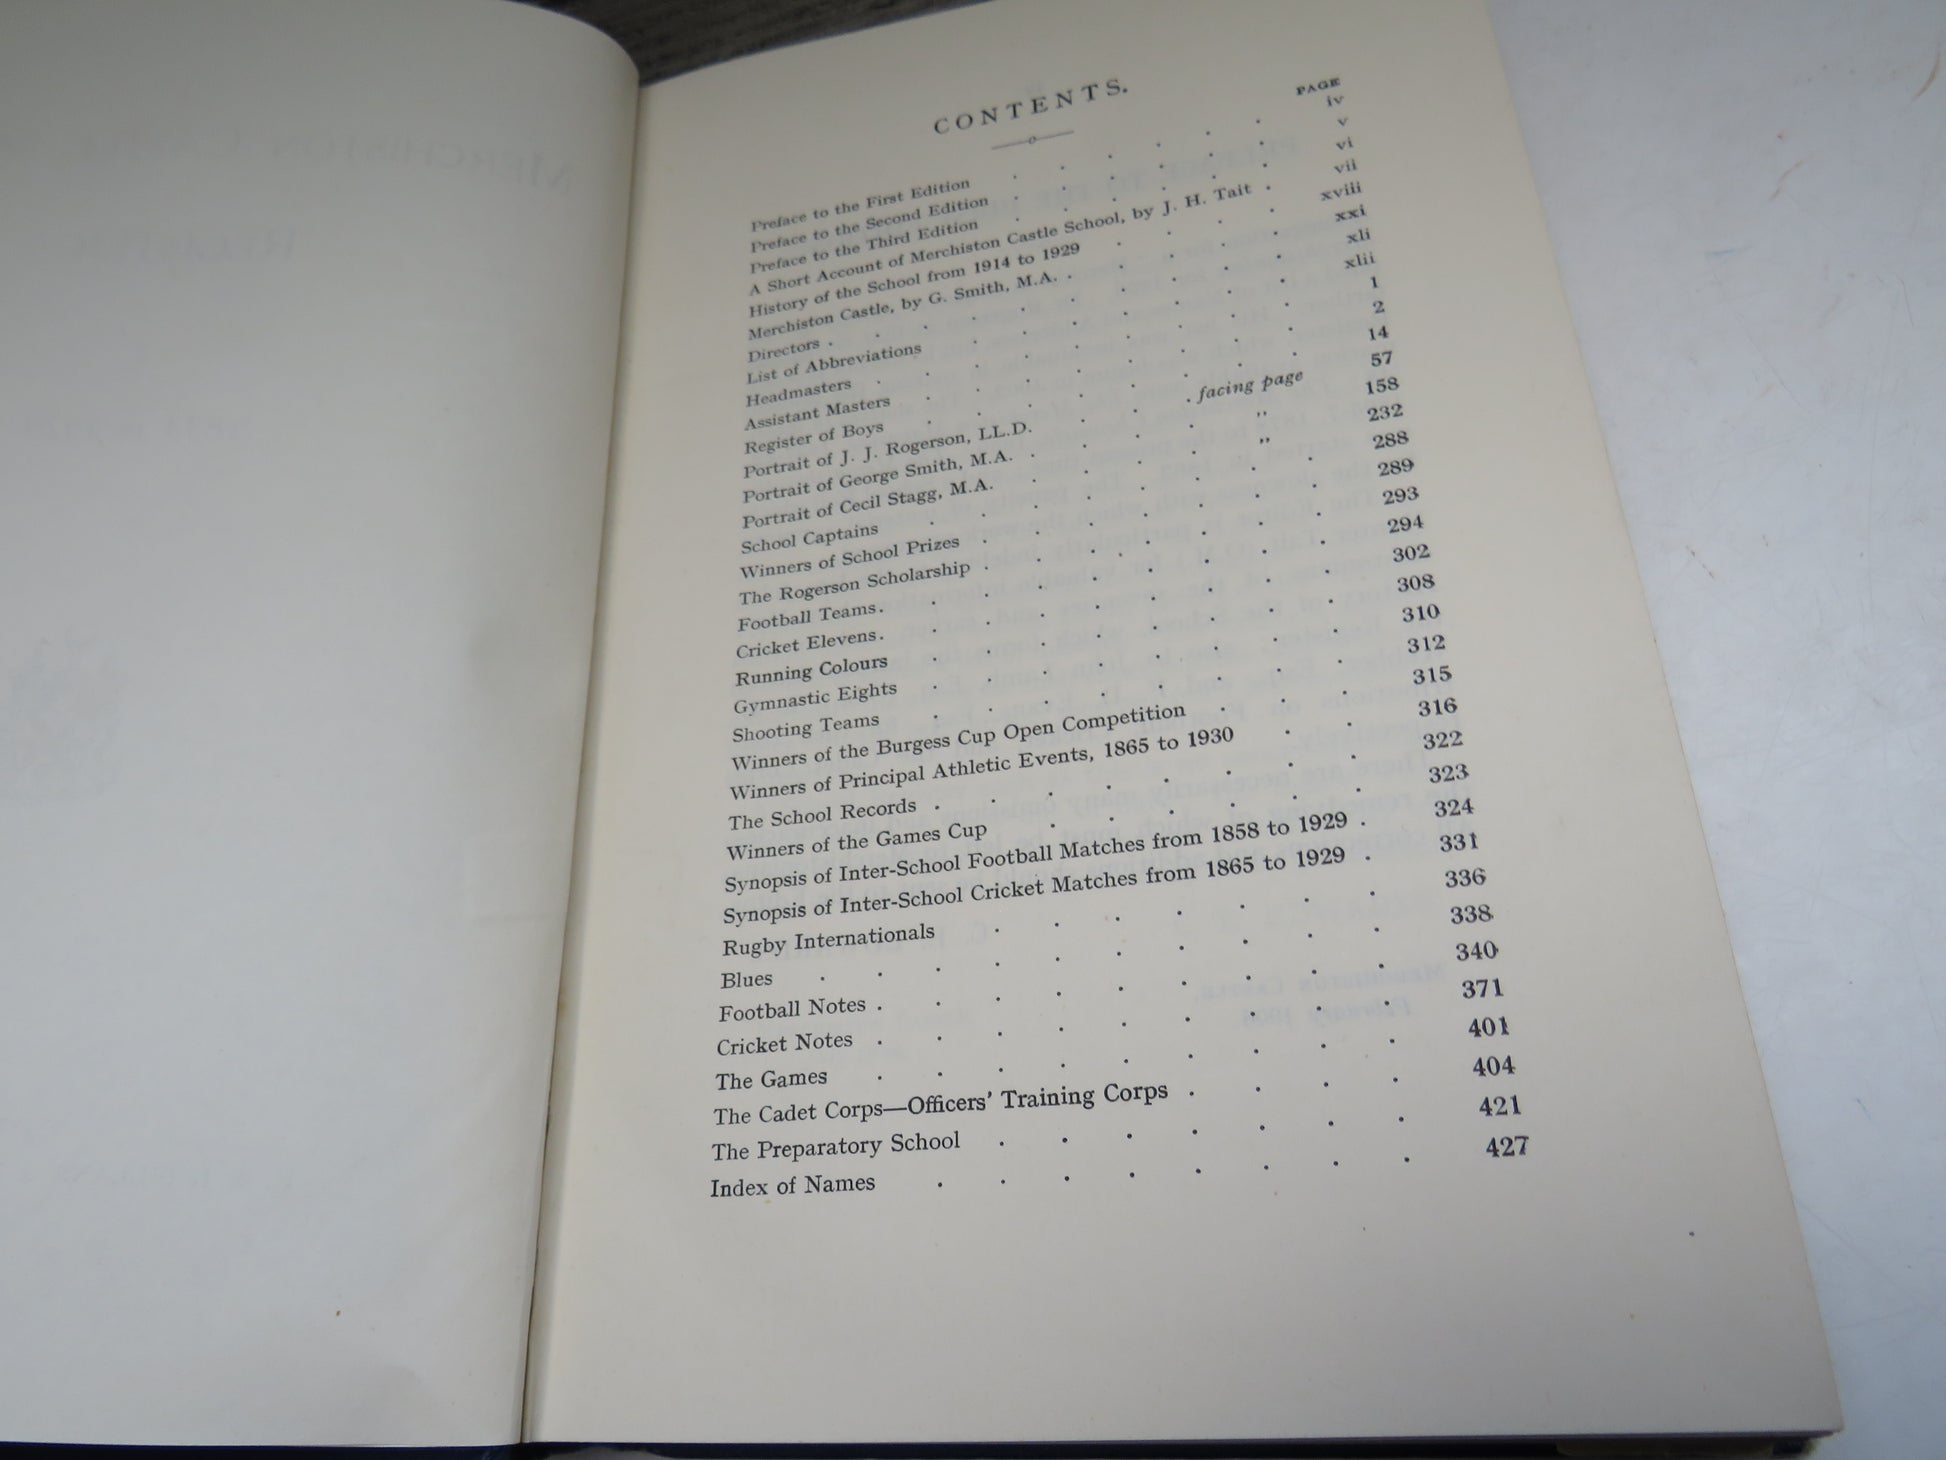 CONTENTS.
PAGE
Preface to the First Edition . . . . . . iv
Preface to the Second Edition . . . . . . v
Preface to the Third Edition . . . . . . vi
A Short Account of Merchiston Castle School, by J. H. Tait . vii
History of the School from 1914 to 1929 . . . . xviii
Merchiston Castle, by G. Smith, M.A. . . . . . xxi
Directors . . . . . . . . . xli
List of Abbreviations . . . . . . . xlii
Headmasters . . . . . . . . 1
Assistant Masters . . . . . . . . 2
Register of Boys . . . . . . . . 14
Portrait of J. J. Rogerson, LL.D. . . . facing page 57
Portrait of George Smith, M.A. . . . . " 158
Portrait of Cecil Stagg, M.A. . . . . " 232
School Captains . . . . . . . . 288
Winners of School Prizes . . . . . . . 289
The Rogerson Scholarship . . . . . . . 293
Football Teams . . . . . . . . 294
Cricket Elevens . . . . . . . . 302
Running Colours . . . . . . . . 308
Gymnastic Eights . . . . . . . . 310
Shooting Teams . . . . . . . . 312
Winners of the Burgess Cup Open Competition . . . 315
Winners of Principal Athletic Events, 1865 to 1930 . . 316
The School Records . . . . . . . . 322
Winners of the Games Cup . . . . . . 323
Synopsis of Inter-School Football Matches from 1858 to 1929 . 324
Synopsis of Inter-School Cricket Matches from 1865 to 1929 . 331
Rugby Internationals . . . . . . . 336
Blues . . . . . . . . . . 338
Football Notes . . . . . . . . . 340
Cricket Notes . . . . . . . . . 371
The Games . . . . . . . . . 401
The Cadet Corps—Officers' Training Corps . . . . 404
The Preparatory School . . . . . . . 421
Index of Names . . . . . . . . 427